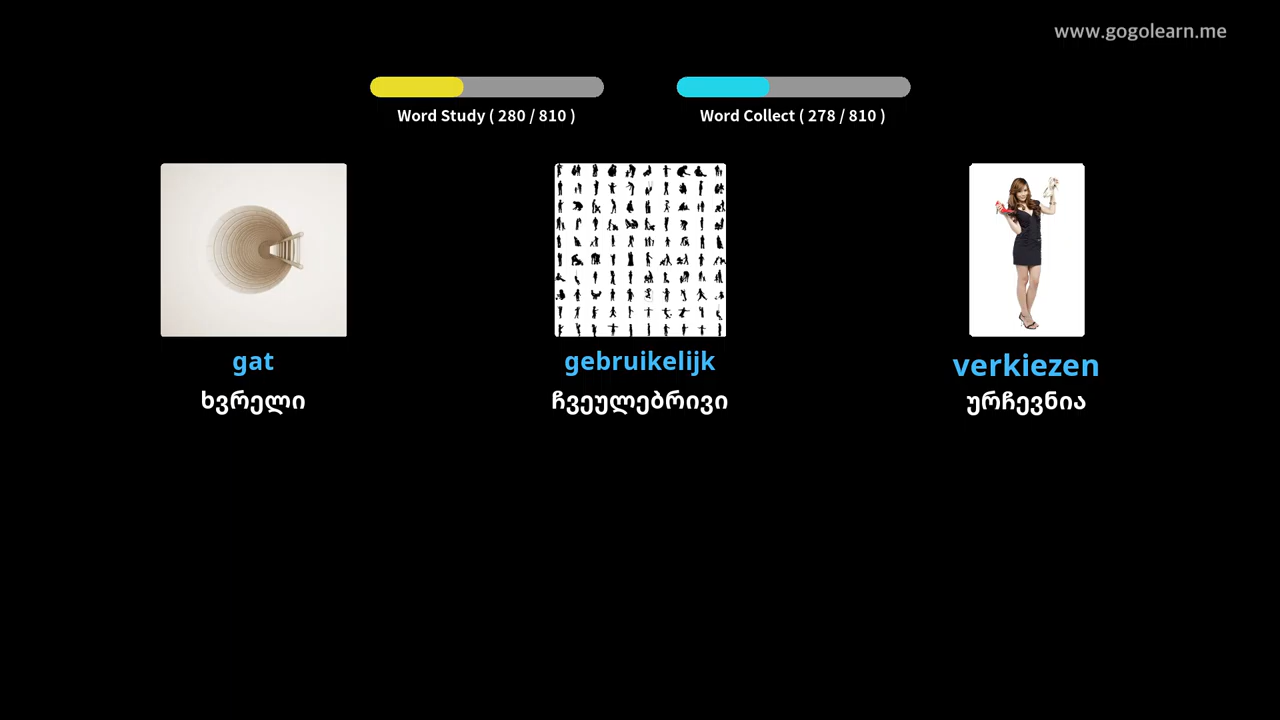 www.gogolearn.me
Word Study ( 280 / 810 )
Word Collect ( 278 / 810 )
gat
gebruikelijk
verkiezen
ხვრელი
ჩვეულებრივი
ურჩევნია